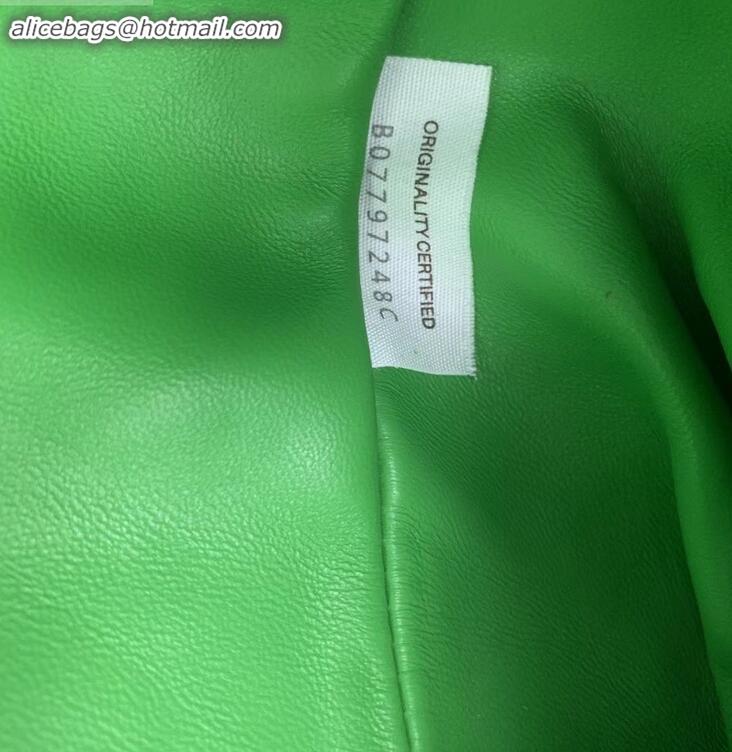 alicebags@hotmail.com
ORIGINALITY CERTIFIED
B07797248C